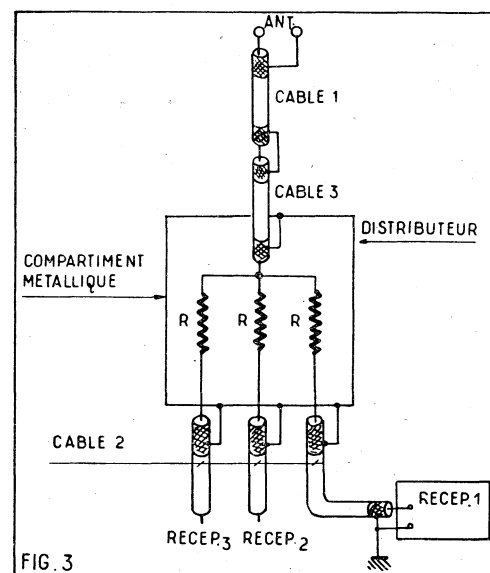 ANT.
CABLE 1
CABLE 3
DISTRIBUTEUR
COMPARTIMENT
METALLIQUE
R R R
CABLE 2
RECEP.3 RECEP.2
RECEP.1
FIG. 3